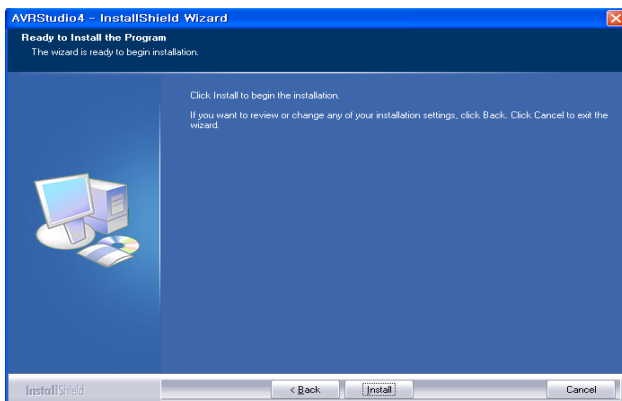 AVRStudio4 - InstallShield Wizard
Ready to Install the Program
The wizard is ready to begin installation.
Click Install to begin the installation.
If you want to review or change any of your installation settings, click Back. Click Cancel to exit the
wizard.
InstallShield
< Back
Install
Cancel